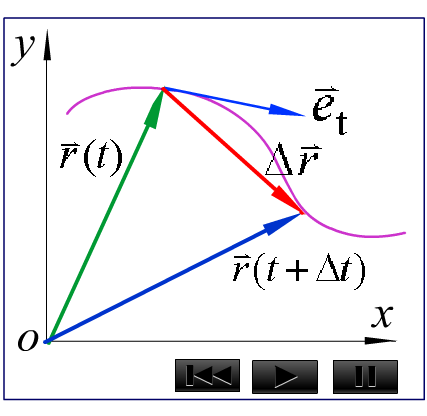 y
e⃗ₜ
r⃗(t)
Δr⃗
r⃗(t + Δt)
x
o